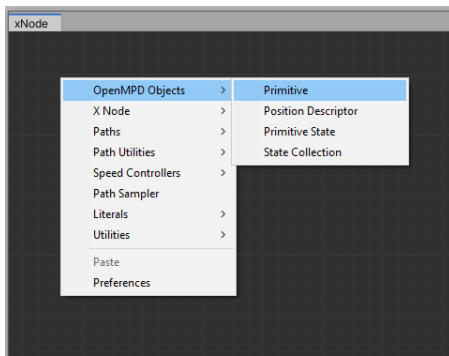 xNode
OpenMPD Objects
X Node
Paths
Path Utilities
Speed Controllers
Path Sampler
Literals
Utilities
Paste
Preferences
Primitive
Position Descriptor
Primitive State
State Collection